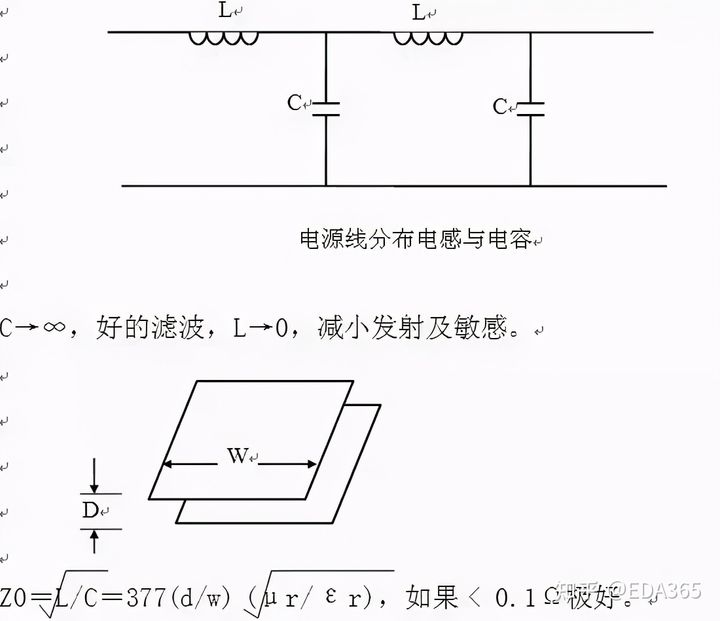 L L
C C
电源线分布电感与电容
C→∞，好的滤波，L→0，减小发射及敏感。
W
D
Z0=√L/C=377(d/w)(√μr/εr)，如果< 0.1Ω极好。
知乎 @EDA365